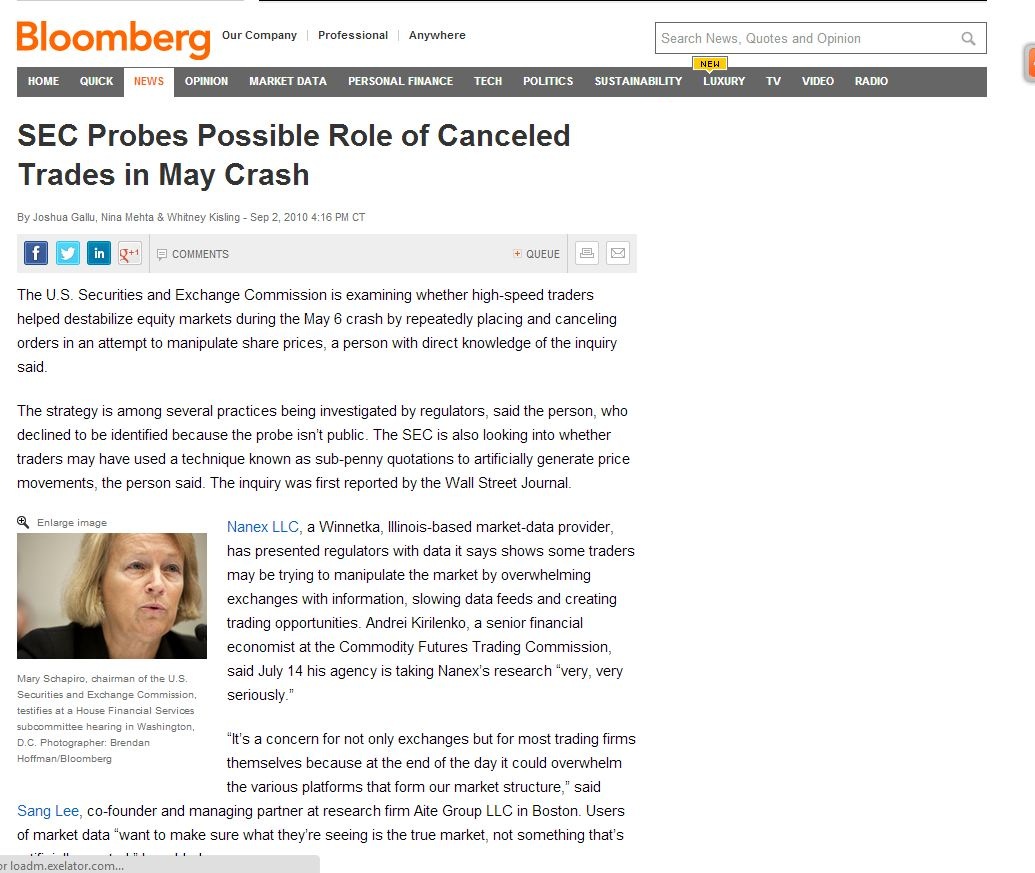 Bloomberg
Our Company | Professional | Anywhere
Search News, Quotes and Opinion
NEW
HOME QUICK NEWS OPINION MARKET DATA PERSONAL FINANCE TECH POLITICS SUSTAINABILITY LUXURY TV VIDEO RADIO
SEC Probes Possible Role of Canceled
Trades in May Crash
By Joshua Gallu, Nina Mehta & Whitney Kisling - Sep 2, 2010 4:16 PM CT
f in g+1 COMMENTS + QUEUE
The U.S. Securities and Exchange Commission is examining whether high-speed traders
helped destabilize equity markets during the May 6 crash by repeatedly placing and canceling
orders in an attempt to manipulate share prices, a person with direct knowledge of the inquiry
said.
The strategy is among several practices being investigated by regulators, said the person, who
declined to be identified because the probe isn't public. The SEC is also looking into whether
traders may have used a technique known as sub-penny quotations to artificially generate price
movements, the person said. The inquiry was first reported by the Wall Street Journal.
Enlarge image
Mary Schapiro, chairman of the U.S.
Securities and Exchange Commission,
testifies at a House Financial Services
subcommittee hearing in Washington,
D.C. Photographer: Brendan
Hoffman/Bloomberg
Nanex LLC, a Winnetka, Illinois-based market-data provider,
has presented regulators with data it says shows some traders
may be trying to manipulate the market by overwhelming
exchanges with information, slowing data feeds and creating
trading opportunities. Andrei Kirilenko, a senior financial
economist at the Commodity Futures Trading Commission,
said July 14 his agency is taking Nanex's research “very, very
seriously.”
“It's a concern for not only exchanges but for most trading firms
themselves because at the end of the day it could overwhelm
the various platforms that form our market structure,” said
Sang Lee, co-founder and managing partner at research firm Aite Group LLC in Boston. Users
of market data “want to make sure what they're seeing is the true market, not something that's
or loadm.exelator.com...